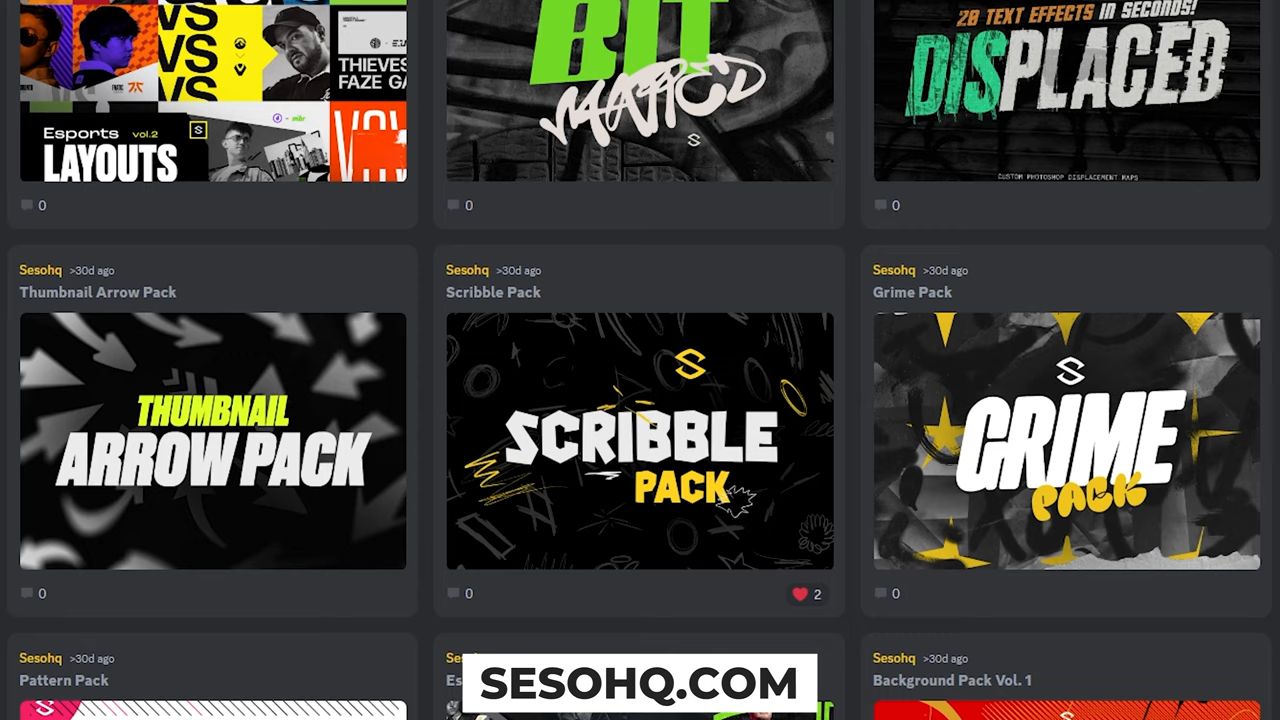 VS
VS
VS
THIEVES
FAZE
Esports vol.2
LAYOUTS
BIT
MAPPED
20 TEXT EFFECTS IN SECONDS!
DISPLACED
CUSTOM PHOTOSHOP DISPLACEMENT MAPS
0
0
0
Sesohq >30d ago
Thumbnail Arrow Pack
THUMBNAIL
ARROW PACK
0
Sesohq >30d ago
Scribble Pack
SCRIBBLE
PACK
0
2
Sesohq >30d ago
Grime Pack
GRIME
PACK
0
Sesohq >30d ago
Pattern Pack
Sesohq >30d ago
Background Pack Vol. 1
SESOHQ.COM